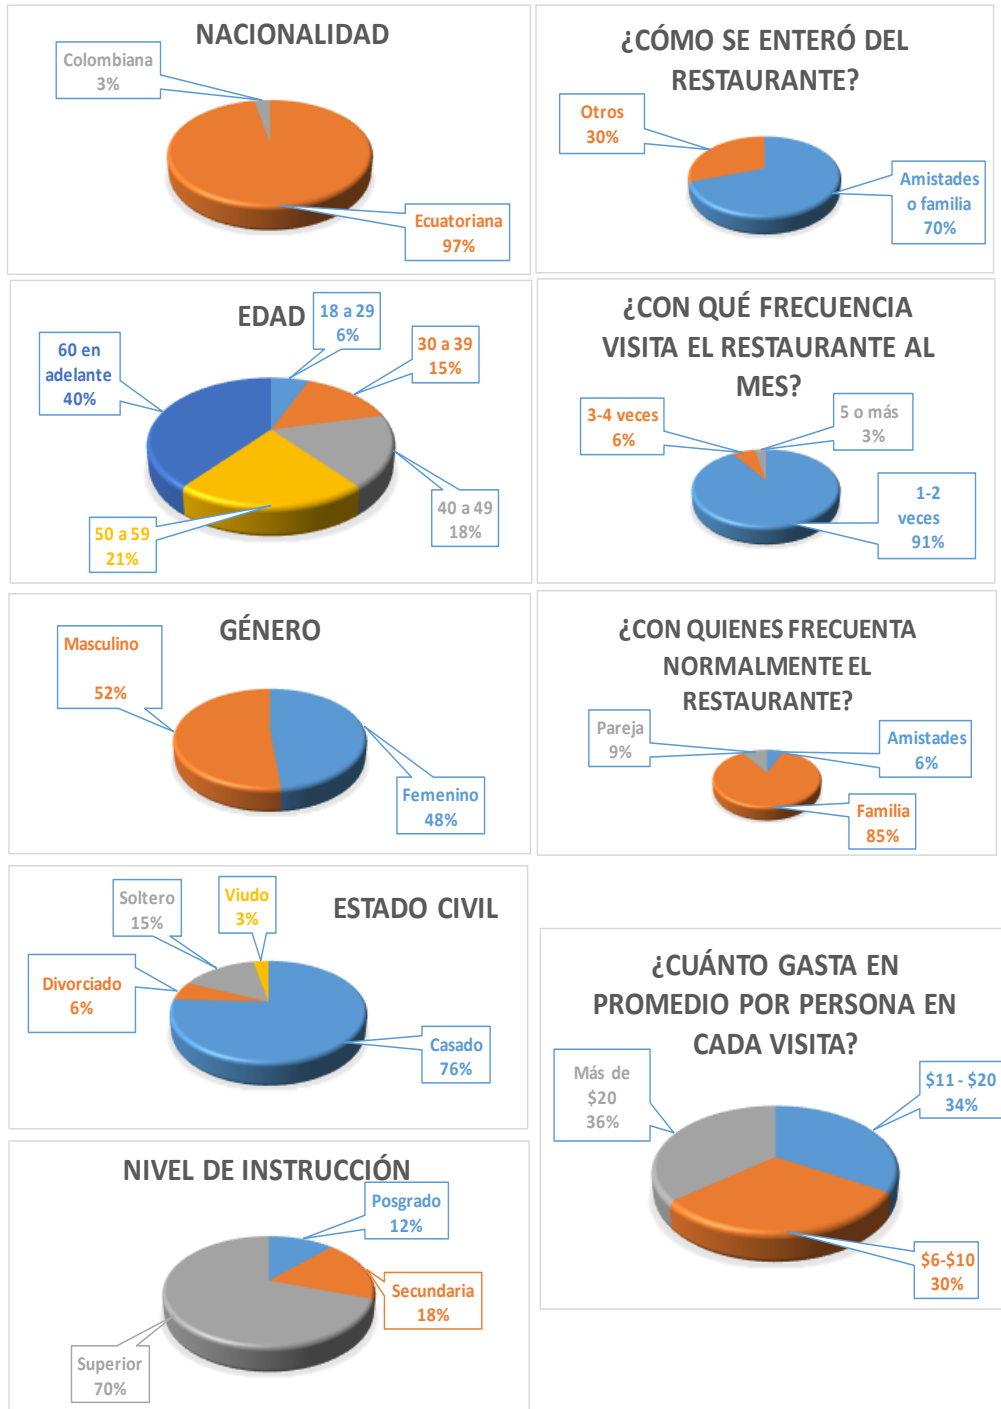 NACIONALIDAD
Colombiana
3%
Ecuatoriana
97%
EDAD
18 a 29
6%
30 a 39
15%
60 en
adelante
40%
40 a 49
18%
50 a 59
21%
GÉNERO
Masculino
52%
Femenino
48%
ESTADO CIVIL
Soltero
15%
Viudo
3%
Divorciado
6%
Casado
76%
NIVEL DE INSTRUCCIÓN
Posgrado
12%
Secundaria
18%
Superior
70%
¿CÓMO SE ENTERÓ DEL
RESTAURANTE?
Otros
30%
Amistades
o familia
70%
¿CON QUÉ FRECUENCIA
VISITA EL RESTAURANTE AL
MES?
3-4 veces
6%
5 o más
3%
1-2
veces
91%
¿CON QUIENES FRECUENTA
NORMALMENTE EL
RESTAURANTE?
Pareja
9%
Amistades
6%
Familia
85%
¿CUÁNTO GASTA EN
PROMEDIO POR PERSONA EN
CADA VISITA?
Más de
$20
36%
$11 - $20
34%
$6-$10
30%